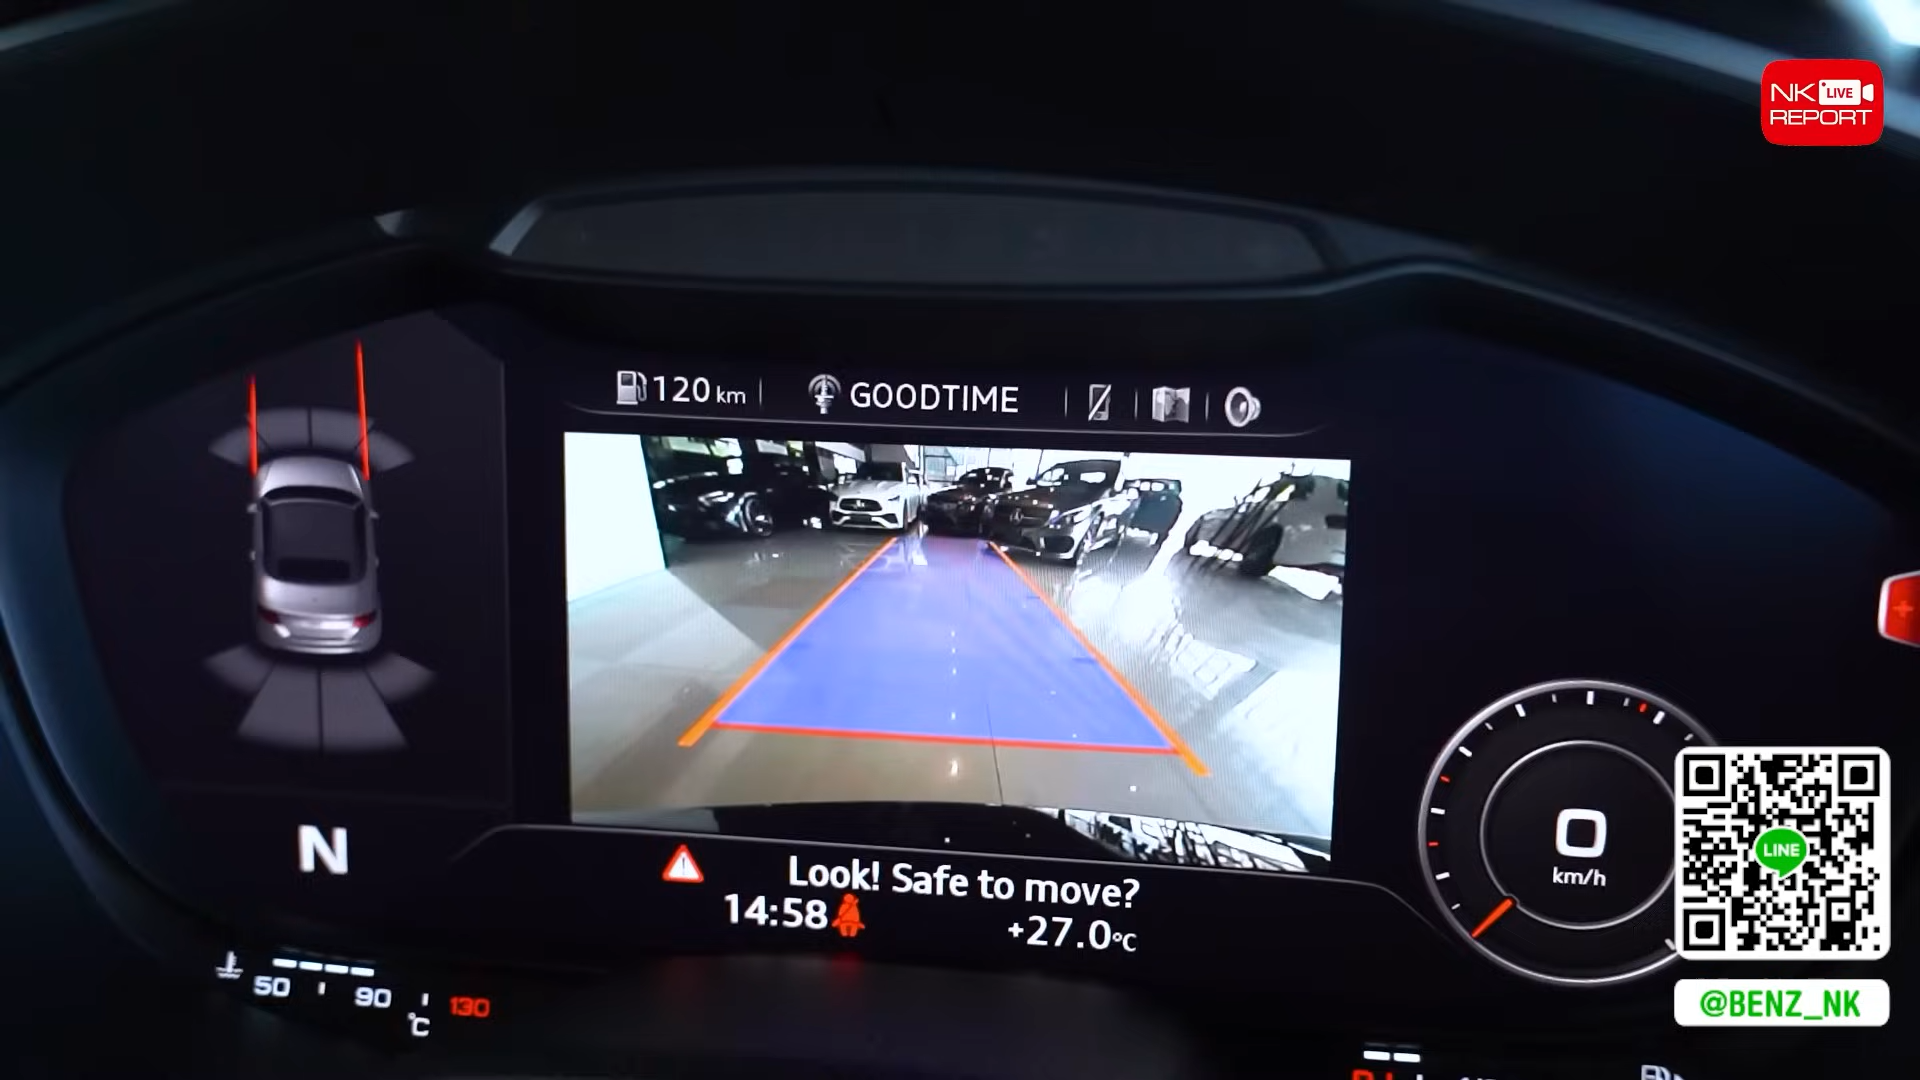 NK LIVE
REPORT
120 km
GOODTIME
N
Look! Safe to move?
14:58
+27.0°C
0
km/h
50
90
130
°C
LINE
@BENZ_NK